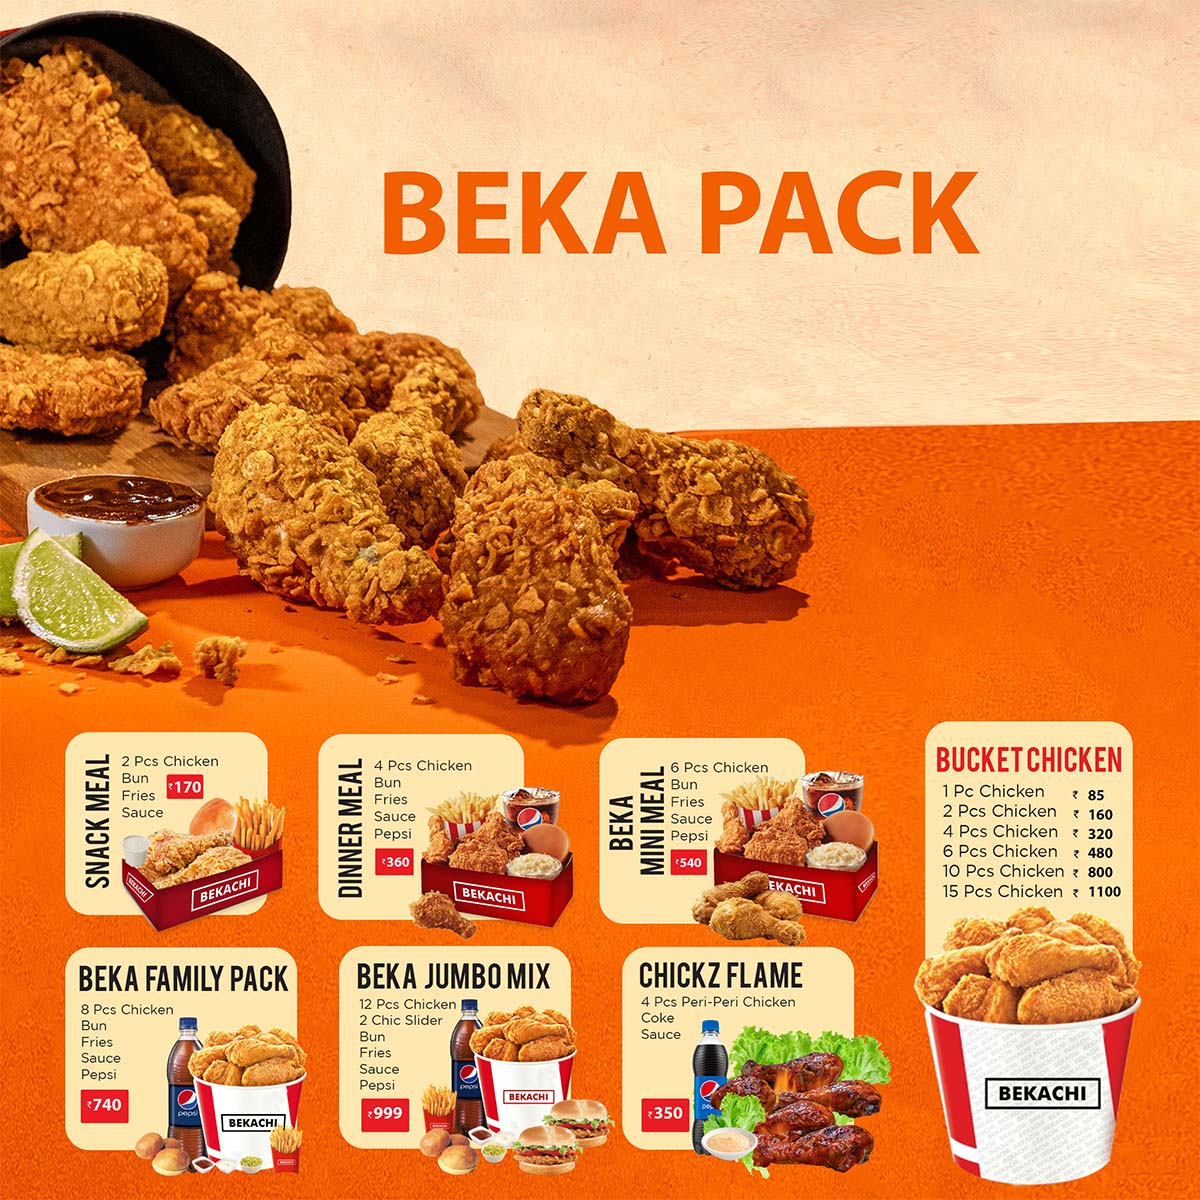 BEKA PACK
SNACK MEAL
2 Pcs Chicken
Bun
Fries
Sauce
₹170
BEKACHI
BEKACHI
DINNER MEAL
4 Pcs Chicken
Bun
Fries
Sauce
Pepsi
₹360
BEKACHI
BEKA
MINI MEAL
6 Pcs Chicken
Bun
Fries
Sauce
Pepsi
₹540
EKACHI
BUCKET CHICKEN
1 Pc Chicken ₹ 85
2 Pcs Chicken ₹ 160
4 Pcs Chicken ₹ 320
6 Pcs Chicken ₹ 480
10 Pcs Chicken ₹ 800
15 Pcs Chicken ₹ 1100
BEKACHI
BEKA FAMILY PACK
8 Pcs Chicken
Bun
Fries
Sauce
Pepsi
₹740
pepsi
BEKACHI
BEKA JUMBO MIX
12 Pcs Chicken
2 Chic Slider
Bun
Fries
Sauce
Pepsi
₹999
pepsi
BEKACHI
CHICKZ FLAME
4 Pcs Peri-Peri Chicken
Coke
Sauce
₹350